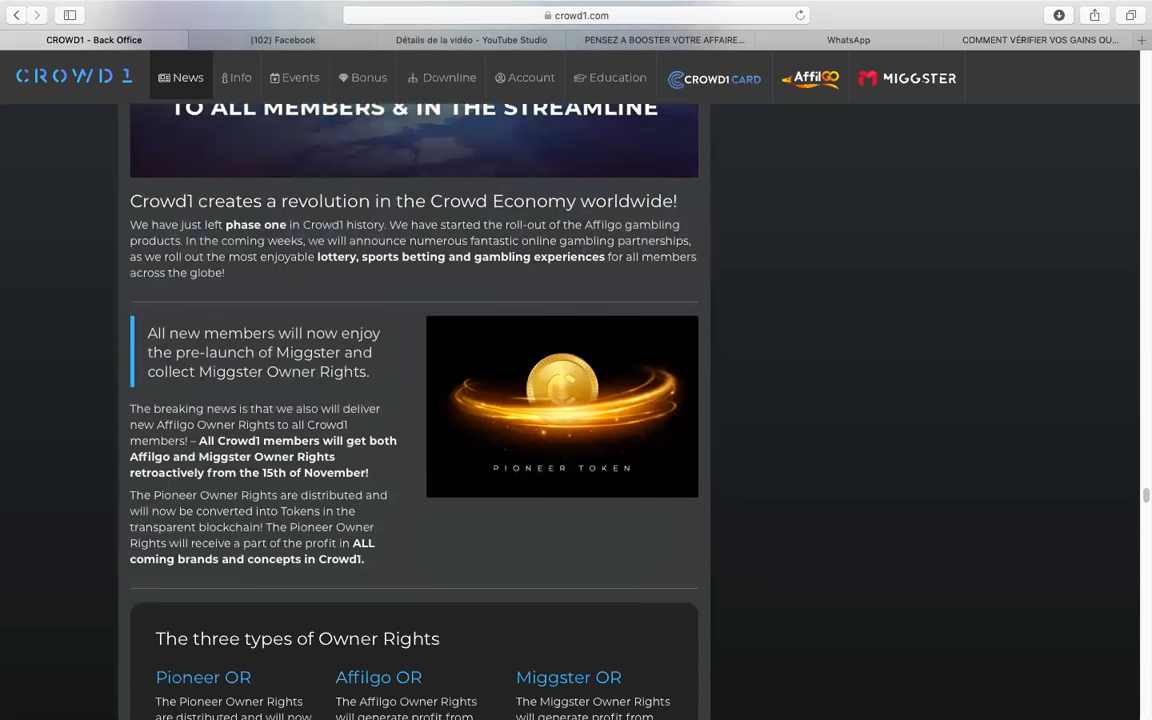 crowd1.com
CROWD1 - Back Office
(102) Facebook
Détails de la vidéo - YouTube Studio
PENSEZ A BOOSTER VOTRE AFFAIRE...
WhatsApp
COMMENT VÉRIFIER VOS GAINS OU...
CROWD1
News
Info
Events
Bonus
Downline
Account
Education
CROWD1 CARD
AffilGO
MIGGSTER
TO ALL MEMBERS & IN THE STREAMLINE
Crowd1 creates a revolution in the Crowd Economy worldwide!
We have just left phase one in Crowd1 history. We have started the roll-out of the Affilgo gambling
products. In the coming weeks, we will announce numerous fantastic online gambling partnerships,
as we roll out the most enjoyable lottery, sports betting and gambling experiences for all members
across the globe!
All new members will now enjoy
the pre-launch of Miggster and
collect Miggster Owner Rights.
The breaking news is that we also will deliver
new Affilgo Owner Rights to all Crowd1
members! – All Crowd1 members will get both
Affilgo and Miggster Owner Rights
retroactively from the 15th of November!
The Pioneer Owner Rights are distributed and
will now be converted into Tokens in the
transparent blockchain! The Pioneer Owner
Rights will receive a part of the profit in ALL
coming brands and concepts in Crowd1.
C
PIONEER TOKEN
The three types of Owner Rights
Pioneer OR
The Pioneer Owner Rights
are distributed and will now
Affilgo OR
The Affilgo Owner Rights
will generate profit from
Miggster OR
The Miggster Owner Rights
will generate profit from